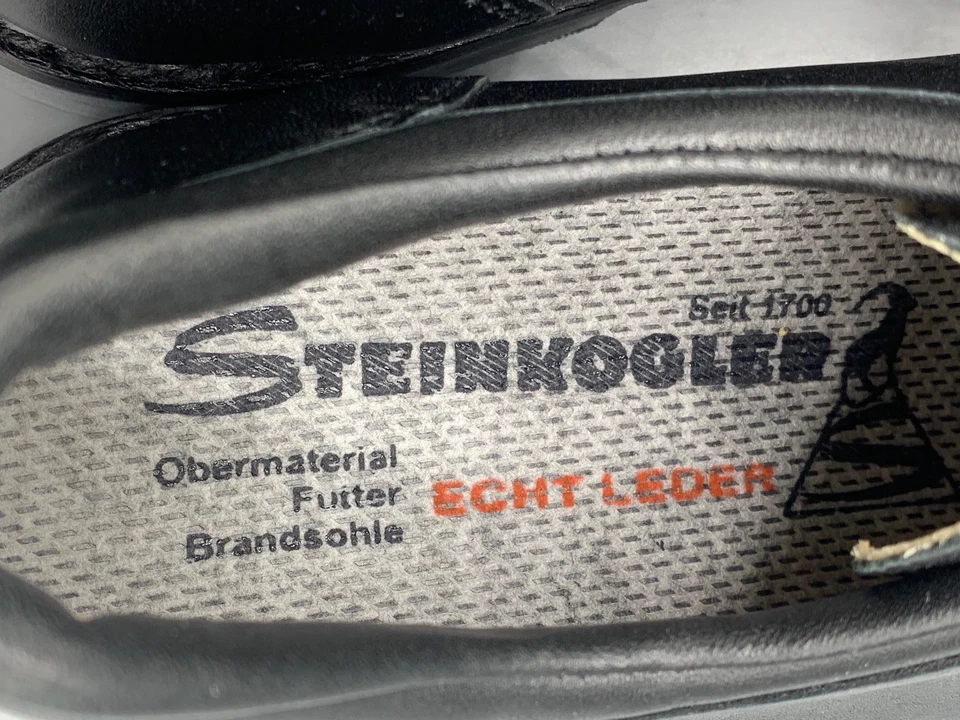 Seit 1700
STEINKOGLER
Obermaterial
Futter
Brandsohle
ECHT LEDER